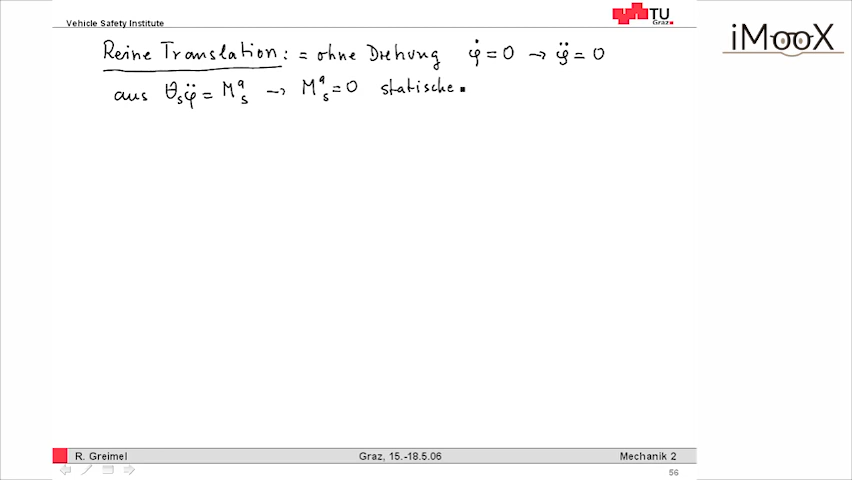 Vehicle Safety Institute
TU
Graz
iMooX
Reine Translation: = ohne Drehung φ̇ = 0 → φ̈ = 0
aus Θₛφ̈ = Mₛᵃ → Mₛᵃ = 0 statische
R. Greimel Graz, 15.-18.5.06 Mechanik 2
56